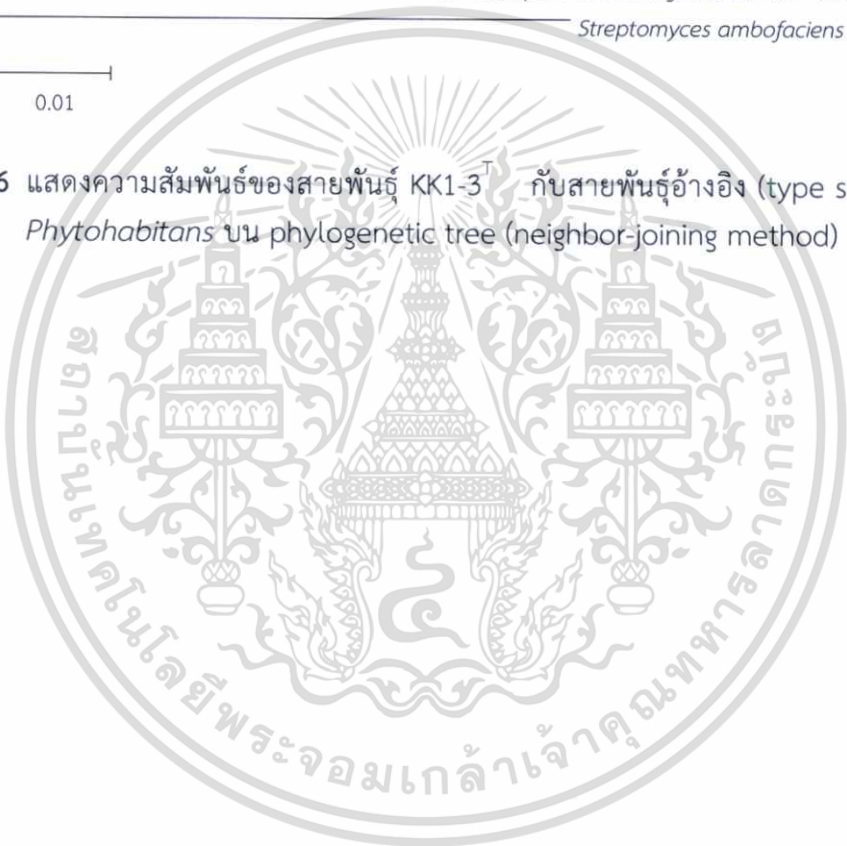 Streptomyces ambofaciens
0.01
6 แสดงความสัมพันธ์ของสายพันธุ์ KK1-3T กับสายพันธุ์อ้างอิง (type s
Phytohabitans บน phylogenetic tree (neighbor-joining method)
สถาบันเทคโนโลยีพระจอมเกล้าเจ้าคุณทหารลาดกระบัง